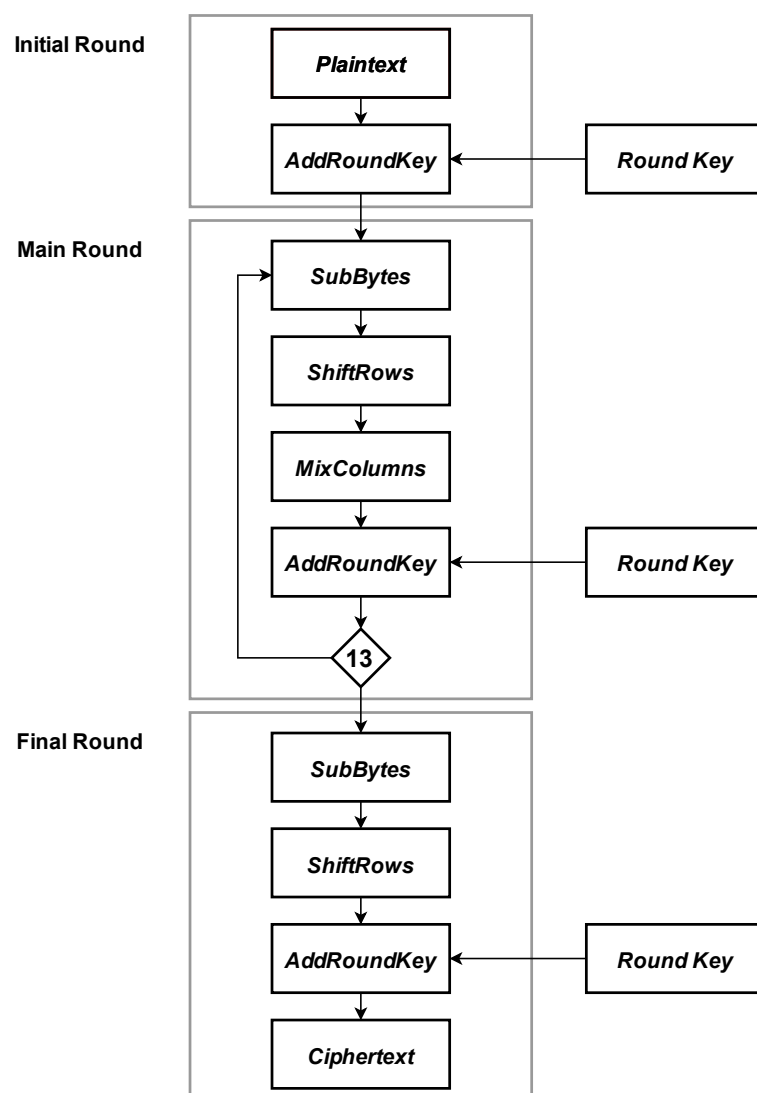 Initial Round
Plaintext
AddRoundKey
Round Key
Main Round
SubBytes
ShiftRows
MixColumns
AddRoundKey
Round Key
13
Final Round
SubBytes
ShiftRows
AddRoundKey
Round Key
Ciphertext